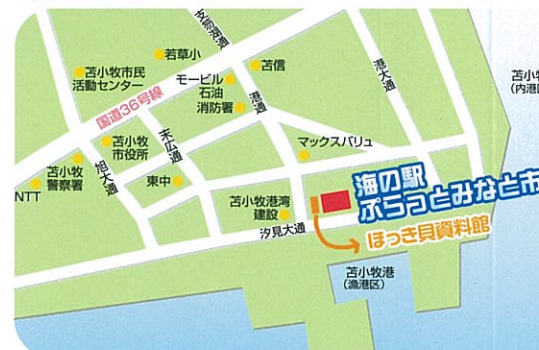 支笏湖通
若草小
苫信
苫小牧市民
活動センター
モービル
石油
消防署
港通
港大通
苫小牧
(内港区
国道36号線
末広通
苫小牧
市役所
旭大通
マックスバリュ
苫小牧
警察署
NTT
東中
苫小牧港湾
建設
海の駅
ぷらっとみなと市
汐見大通
ほっき貝資料館
苫小牧港
(漁港区)